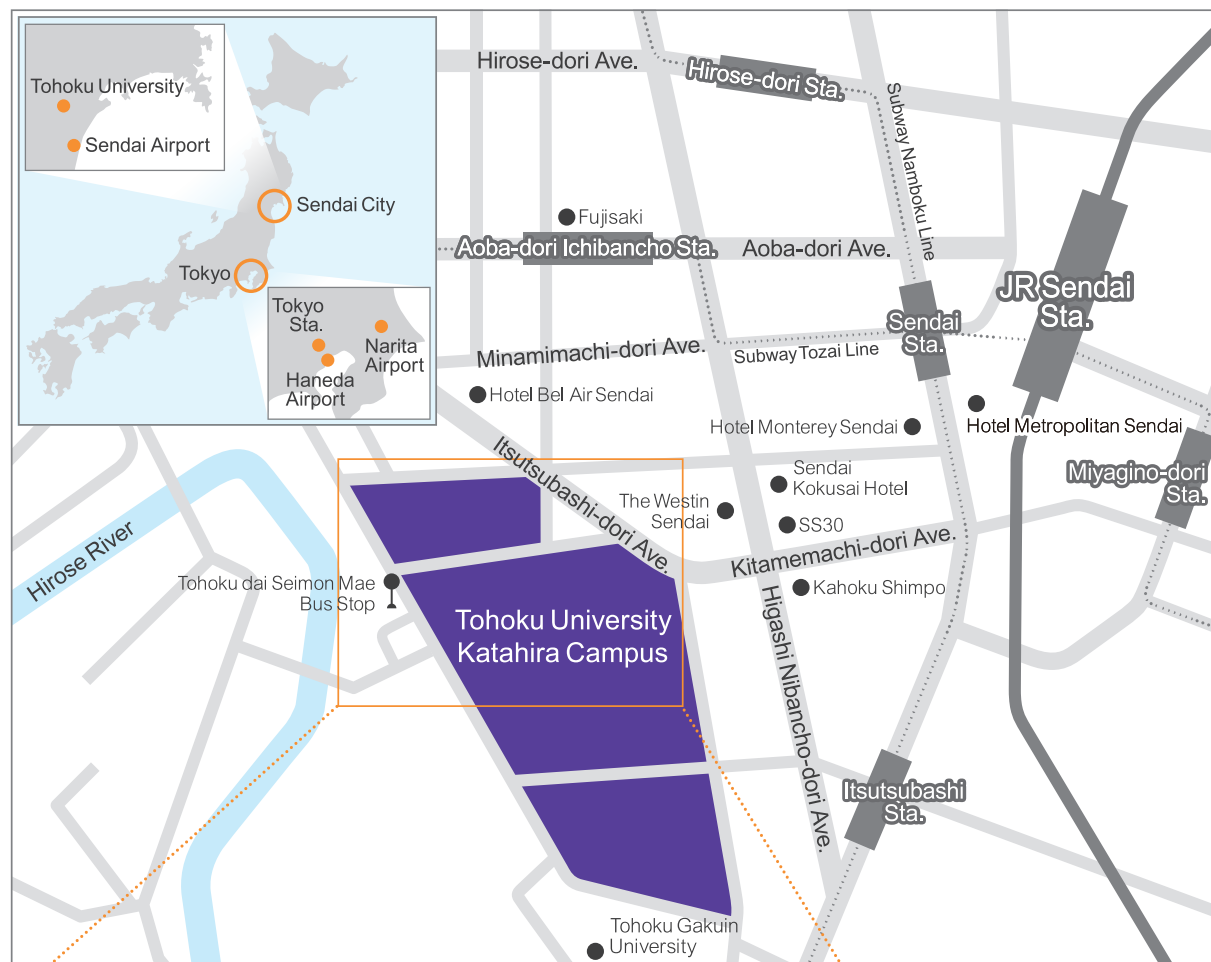 Tohoku University
Sendai Airport
Sendai City
Tokyo
Tokyo
Sta.
Narita
Airport
Haneda
Airport
Hirose-dori Ave.
Hirose-dori Sta.
Subway Namboku Line
Fujisaki
Aoba-dori Ichibancho Sta.
Aoba-dori Ave.
JR Sendai
Sta.
Sendai
Sta.
Minamimachi-dori Ave.
Subway Tozai Line
Hotel Bel Air Sendai
Hotel Monterey Sendai
Hotel Metropolitan Sendai
Itsutsubashi-dori Ave.
Sendai
Kokusai Hotel
Miyagino-dori
Sta.
The Westin
Sendai
SS30
Kitamemachi-dori Ave.
Hirose River
Tohoku dai Seimon Mae
Bus Stop
Kahoku Shimpo
Tohoku University
Katahira Campus
Higashi Nibancho-dori Ave.
Itsutsubashi
Sta.
Tohoku Gakuin
University